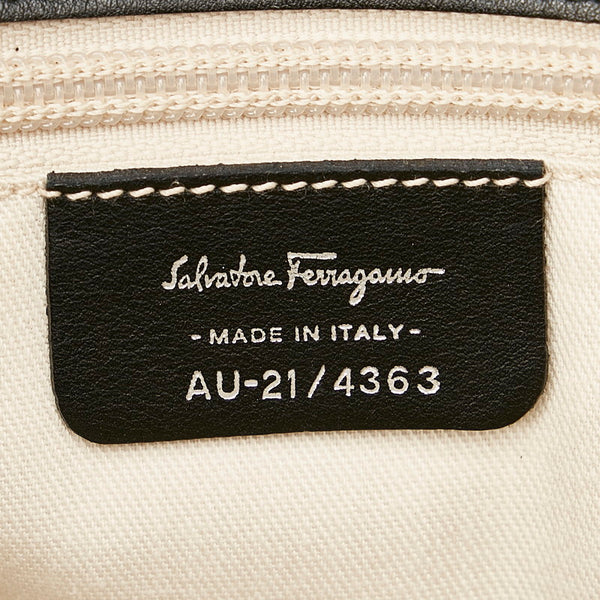 Salvatore Ferragamo
-MADE IN ITALY-
AU-21/4363